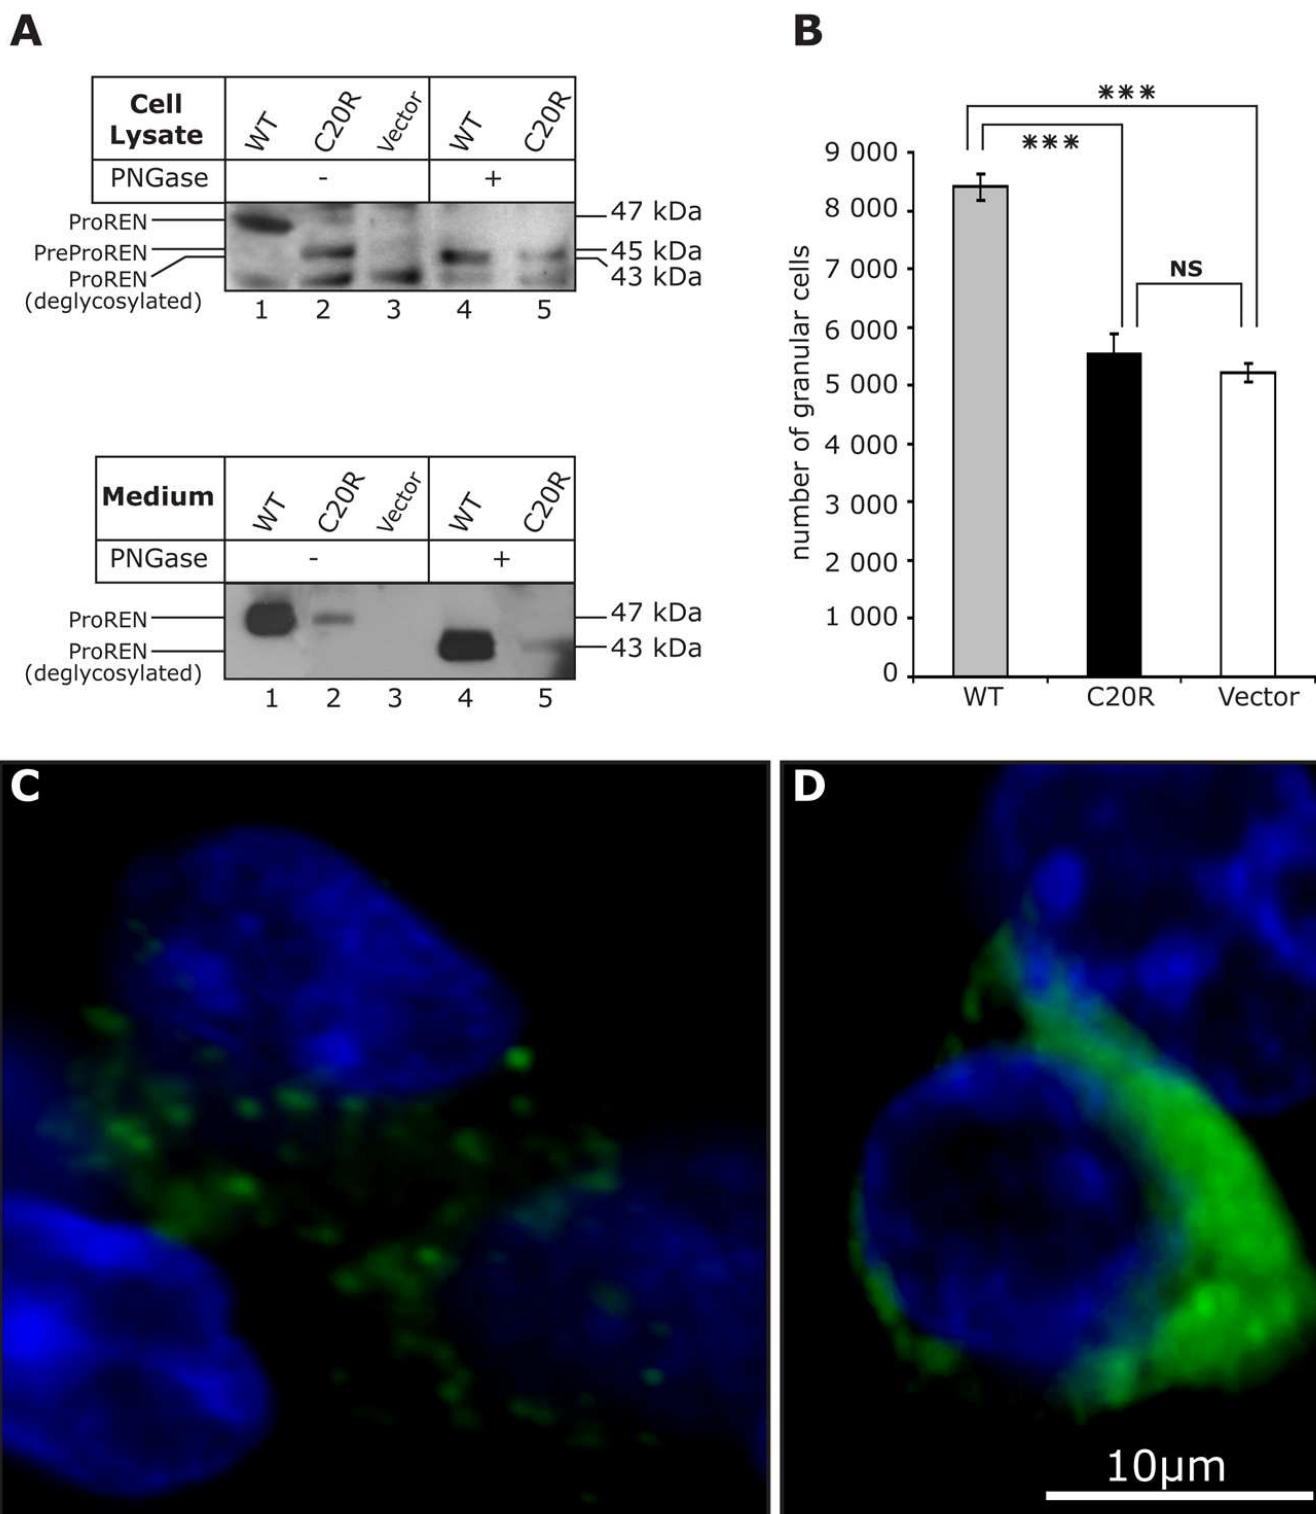 A
Cell
Lysate
WT
C20R
Vector
WT
C20R
PNGase
-
+
ProREN
47 kDa
PreProREN
45 kDa
ProREN
(deglycosylated)
43 kDa
1 2 3 4 5
Medium
WT
C20R
Vector
WT
C20R
PNGase
-
+
ProREN
47 kDa
ProREN
(deglycosylated)
43 kDa
1 2 3 4 5
B
***
***
NS
number of granular cells
9 000
8 000
7 000
6 000
5 000
4 000
3 000
2 000
1 000
0
WT C20R Vector
C
D
10µm